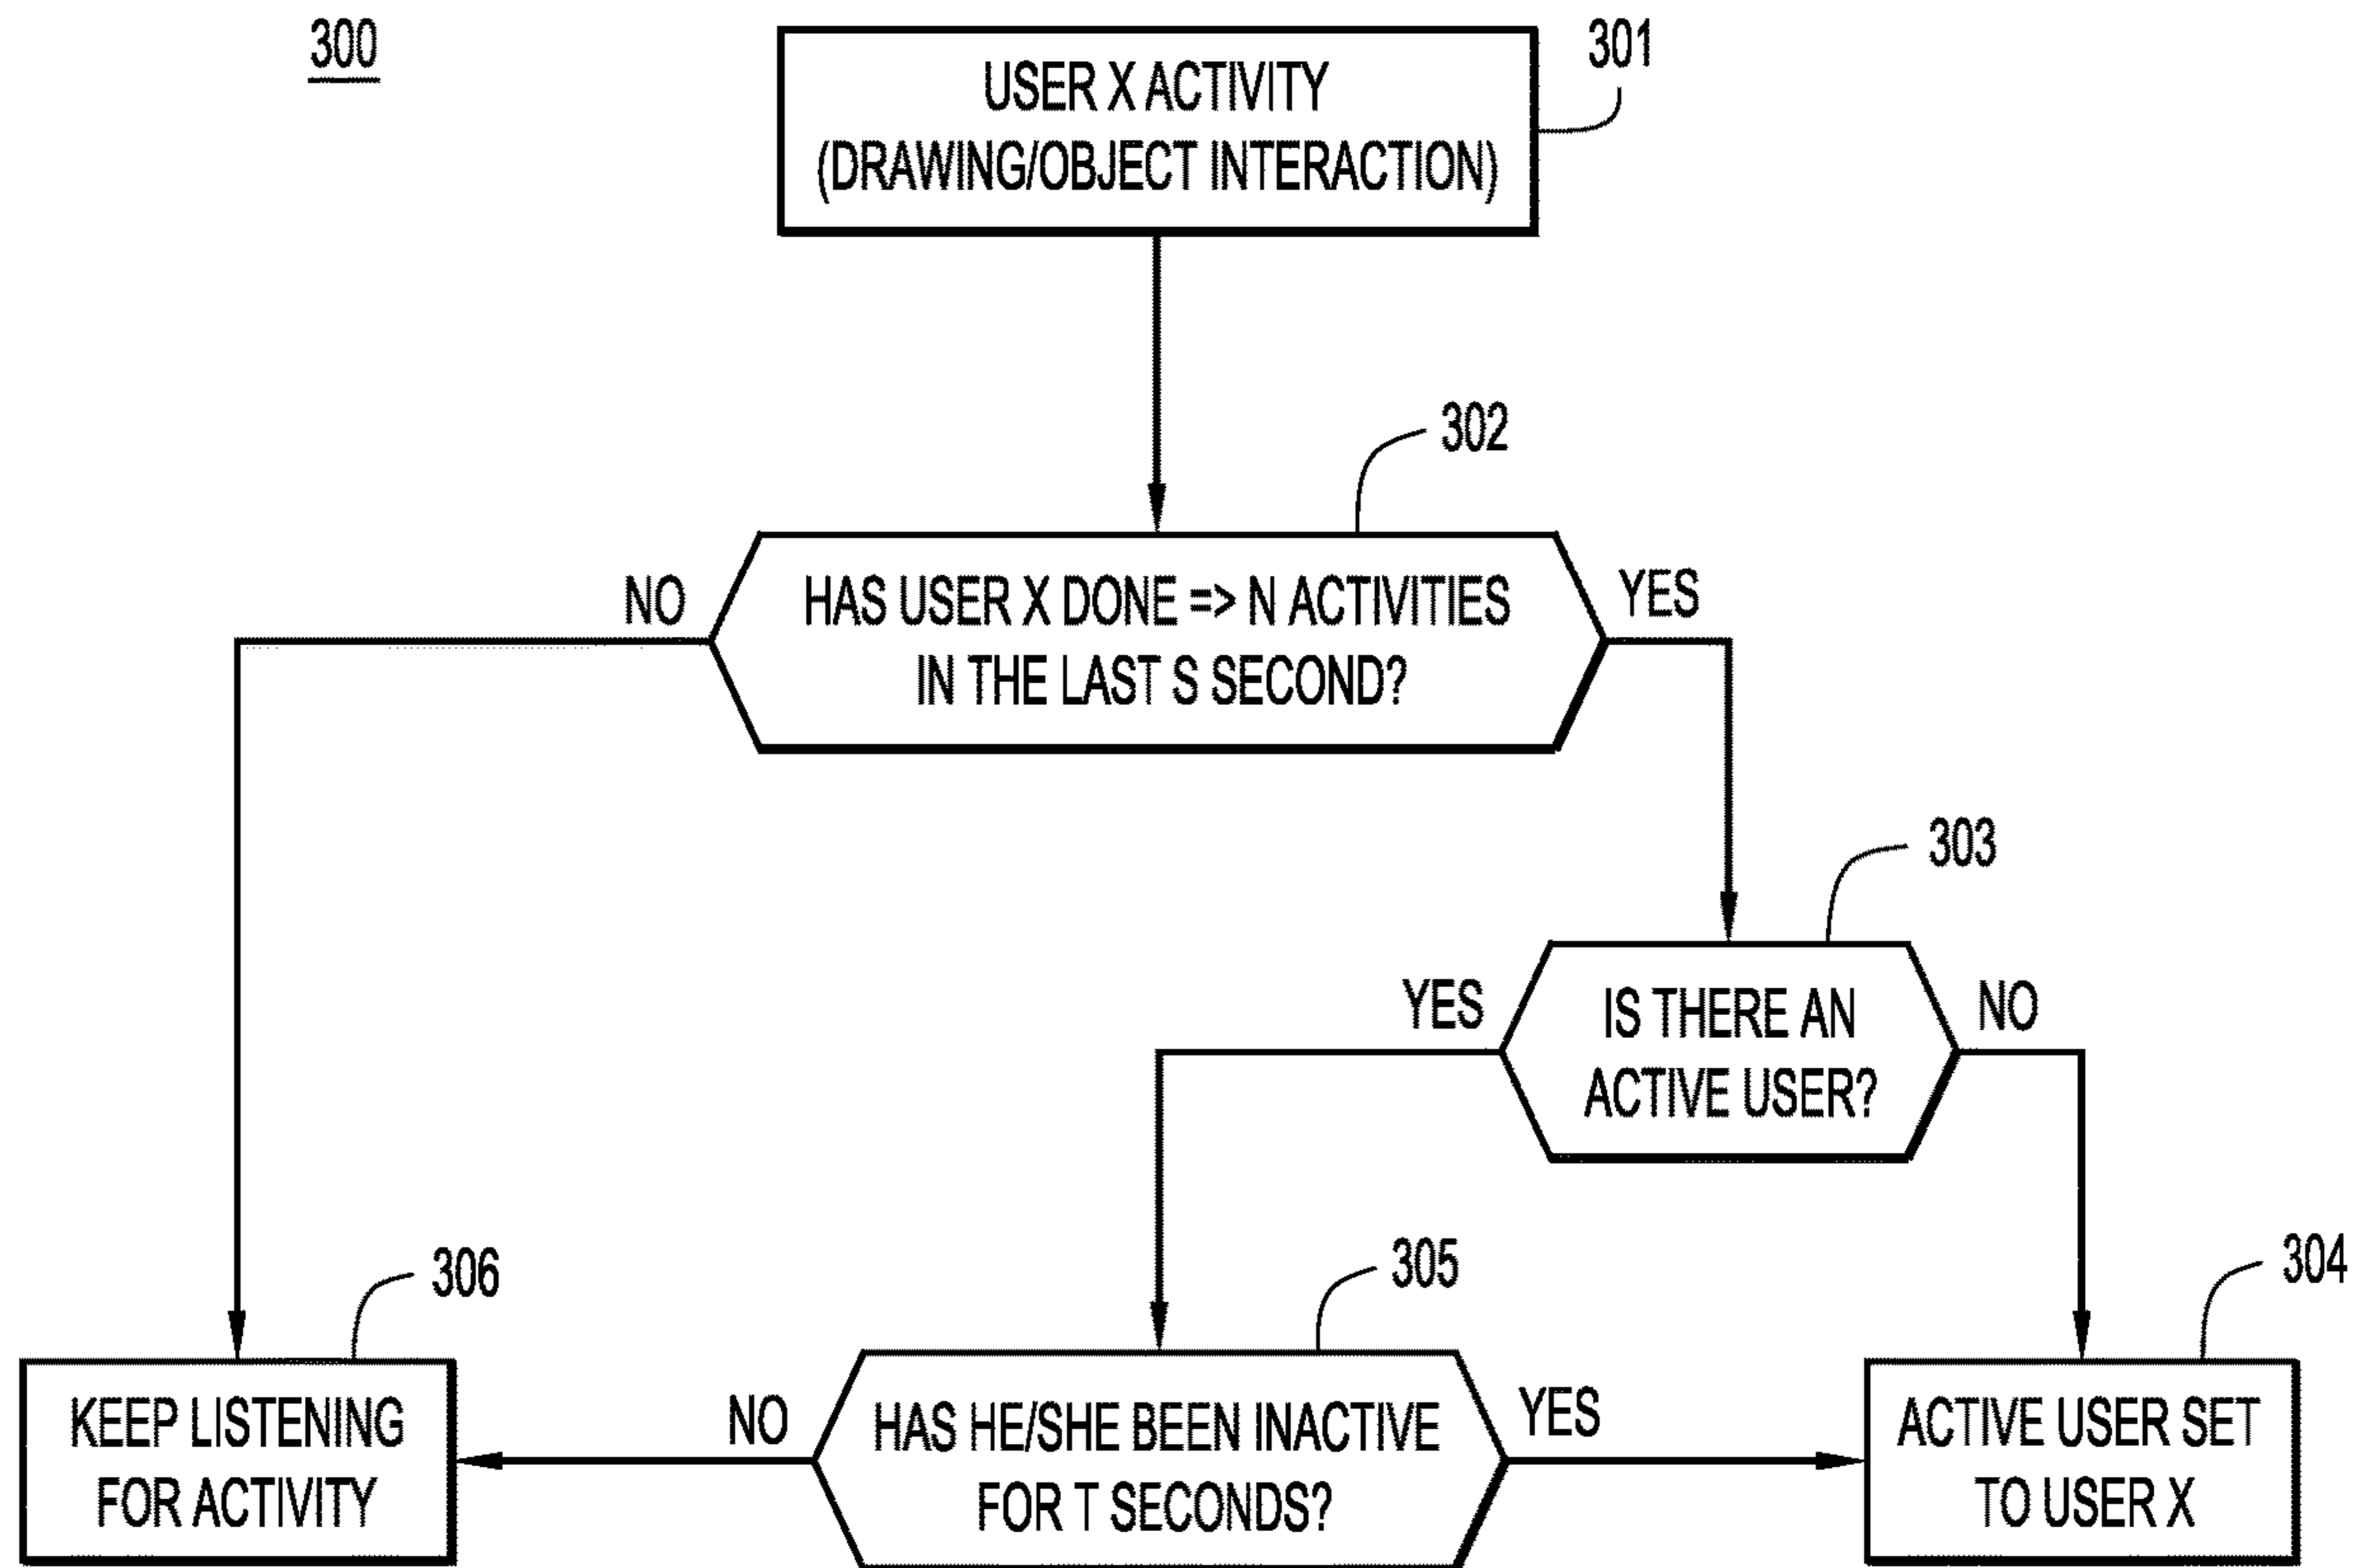 300
301
USER X ACTIVITY
(DRAWING/OBJECT INTERACTION)
302
NO
HAS USER X DONE => N ACTIVITIES
IN THE LAST S SECOND?
YES
303
YES
IS THERE AN
ACTIVE USER?
NO
306
305
304
KEEP LISTENING
FOR ACTIVITY
NO
HAS HE/SHE BEEN INACTIVE
FOR T SECONDS?
YES
ACTIVE USER SET
TO USER X